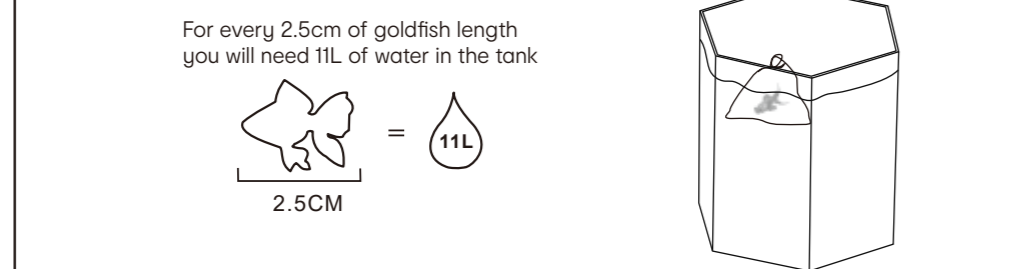 For every 2.5cm of goldfish length
you will need 11L of water in the tank
= 11L
2.5CM